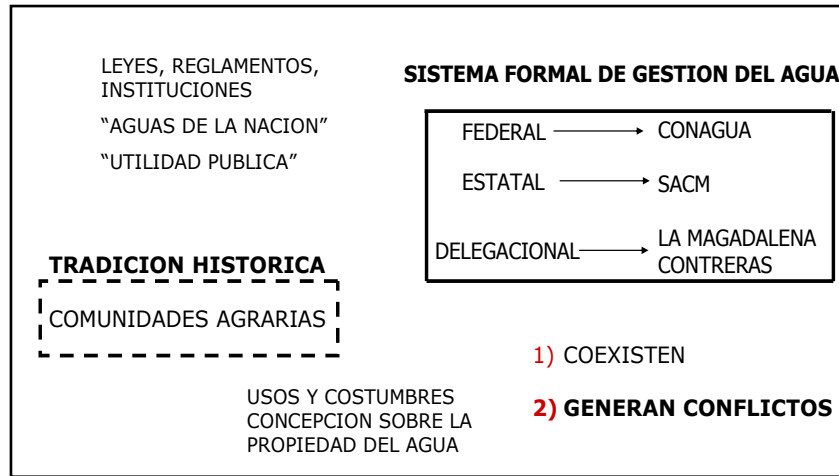 LEYES, REGLAMENTOS,
INSTITUCIONES
“AGUAS DE LA NACION”
“UTILIDAD PUBLICA”
SISTEMA FORMAL DE GESTION DEL AGUA
FEDERAL CONAGUA
ESTATAL SACM
DELEGACIONAL LA MAGADALENA
CONTRERAS
TRADICION HISTORICA
COMUNIDADES AGRARIAS
USOS Y COSTUMBRES
CONCEPCION SOBRE LA
PROPIEDAD DEL AGUA
1) COEXISTEN
2) GENERAN CONFLICTOS